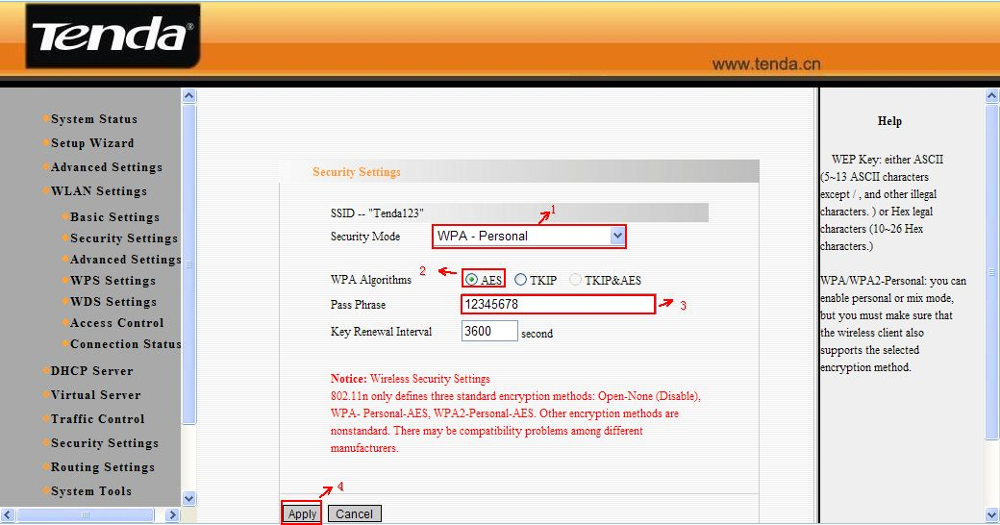 Tenda®
www.tenda.cn
System Status
Setup Wizard
Advanced Settings
WLAN Settings
Basic Settings
Security Settings
Advanced Settings
WPS Settings
WDS Settings
Access Control
Connection Status
DHCP Server
Virtual Server
Traffic Control
Security Settings
Routing Settings
System Tools
Security Settings
SSID -- "Tenda123"
1
Security Mode WPA - Personal
2
WPA Algorithms AES TKIP TKIP&AES
Pass Phrase 12345678 3
Key Renewal Interval 3600 second
Notice: Wireless Security Settings
802.11n only defines three standard encryption methods: Open-None (Disable),
WPA- Personal-AES, WPA2-Personal-AES. Other encryption methods are
nonstandard. There may be compatibility problems among different
manufacturers.
4
Apply Cancel
Help
WEP Key: either ASCII
(5~13 ASCII characters
except / , and other illegal
characters. ) or Hex legal
characters (10~26 Hex
characters.)
WPA/WPA2-Personal: you can
enable personal or mix mode,
but you must make sure that
the wireless client also
supports the selected
encryption method.